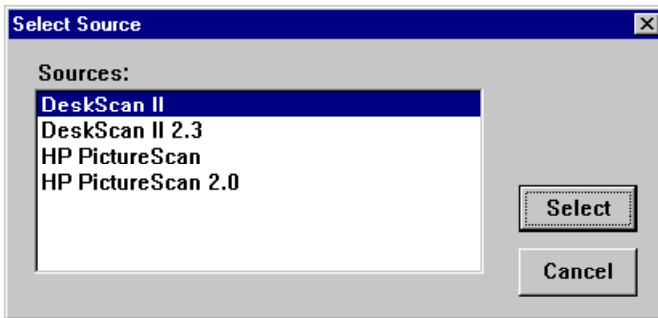 Select Source
Sources:
DeskScan II
DeskScan II 2.3
HP PictureScan
HP PictureScan 2.0
Select
Cancel